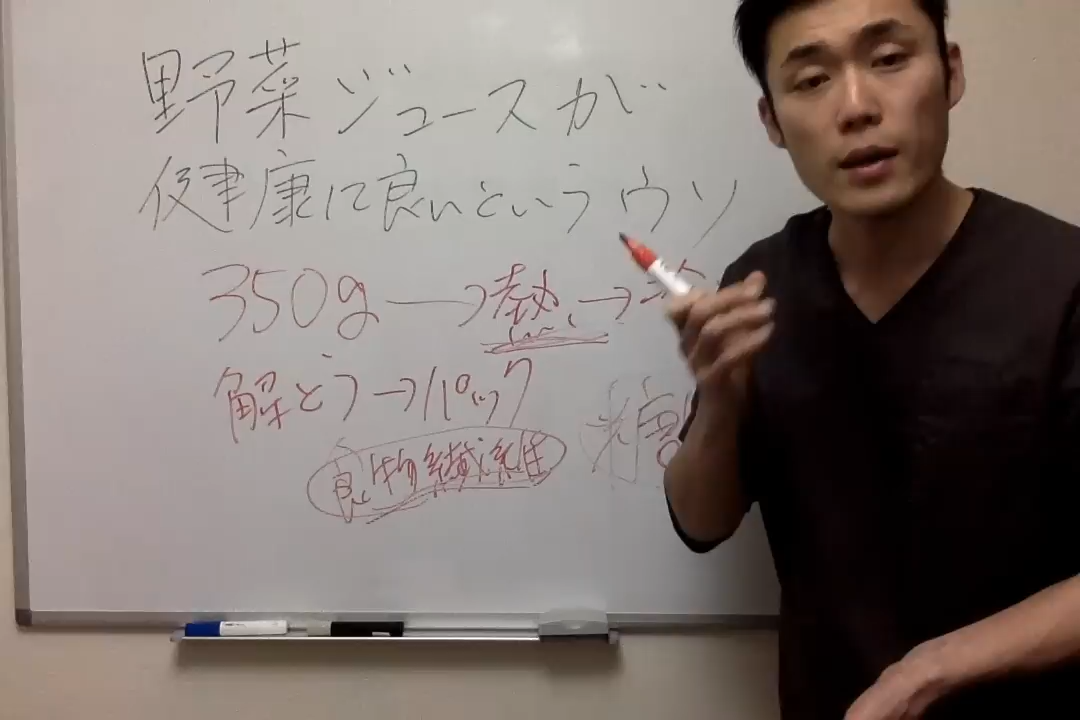 野菜ジュースが
健康に良いというウソ
350g→熱→
解とう→パック
食物繊維 糖